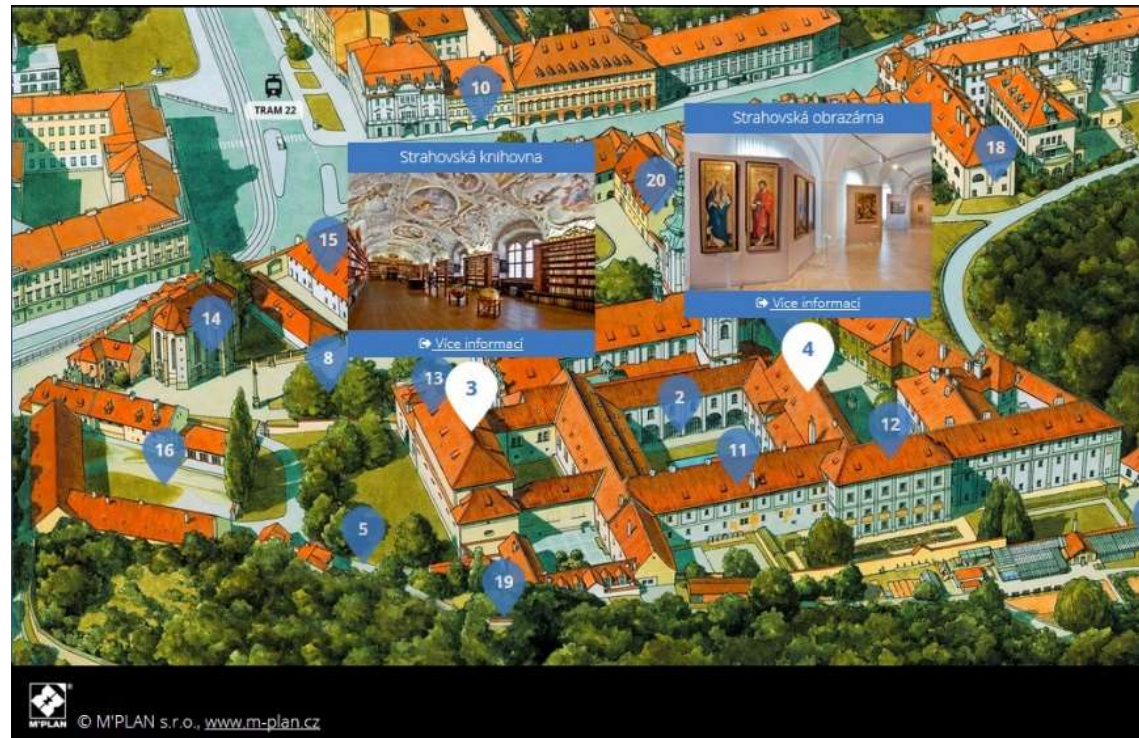 10
TRAM 22
Strahovská obrazárna
18
Strahovská knihovna
20
15
Více informací
14
Více informací
8
4
13
3
2
12
11
16
5
19
M'PLAN
© M'PLAN s.r.o., www.m-plan.cz